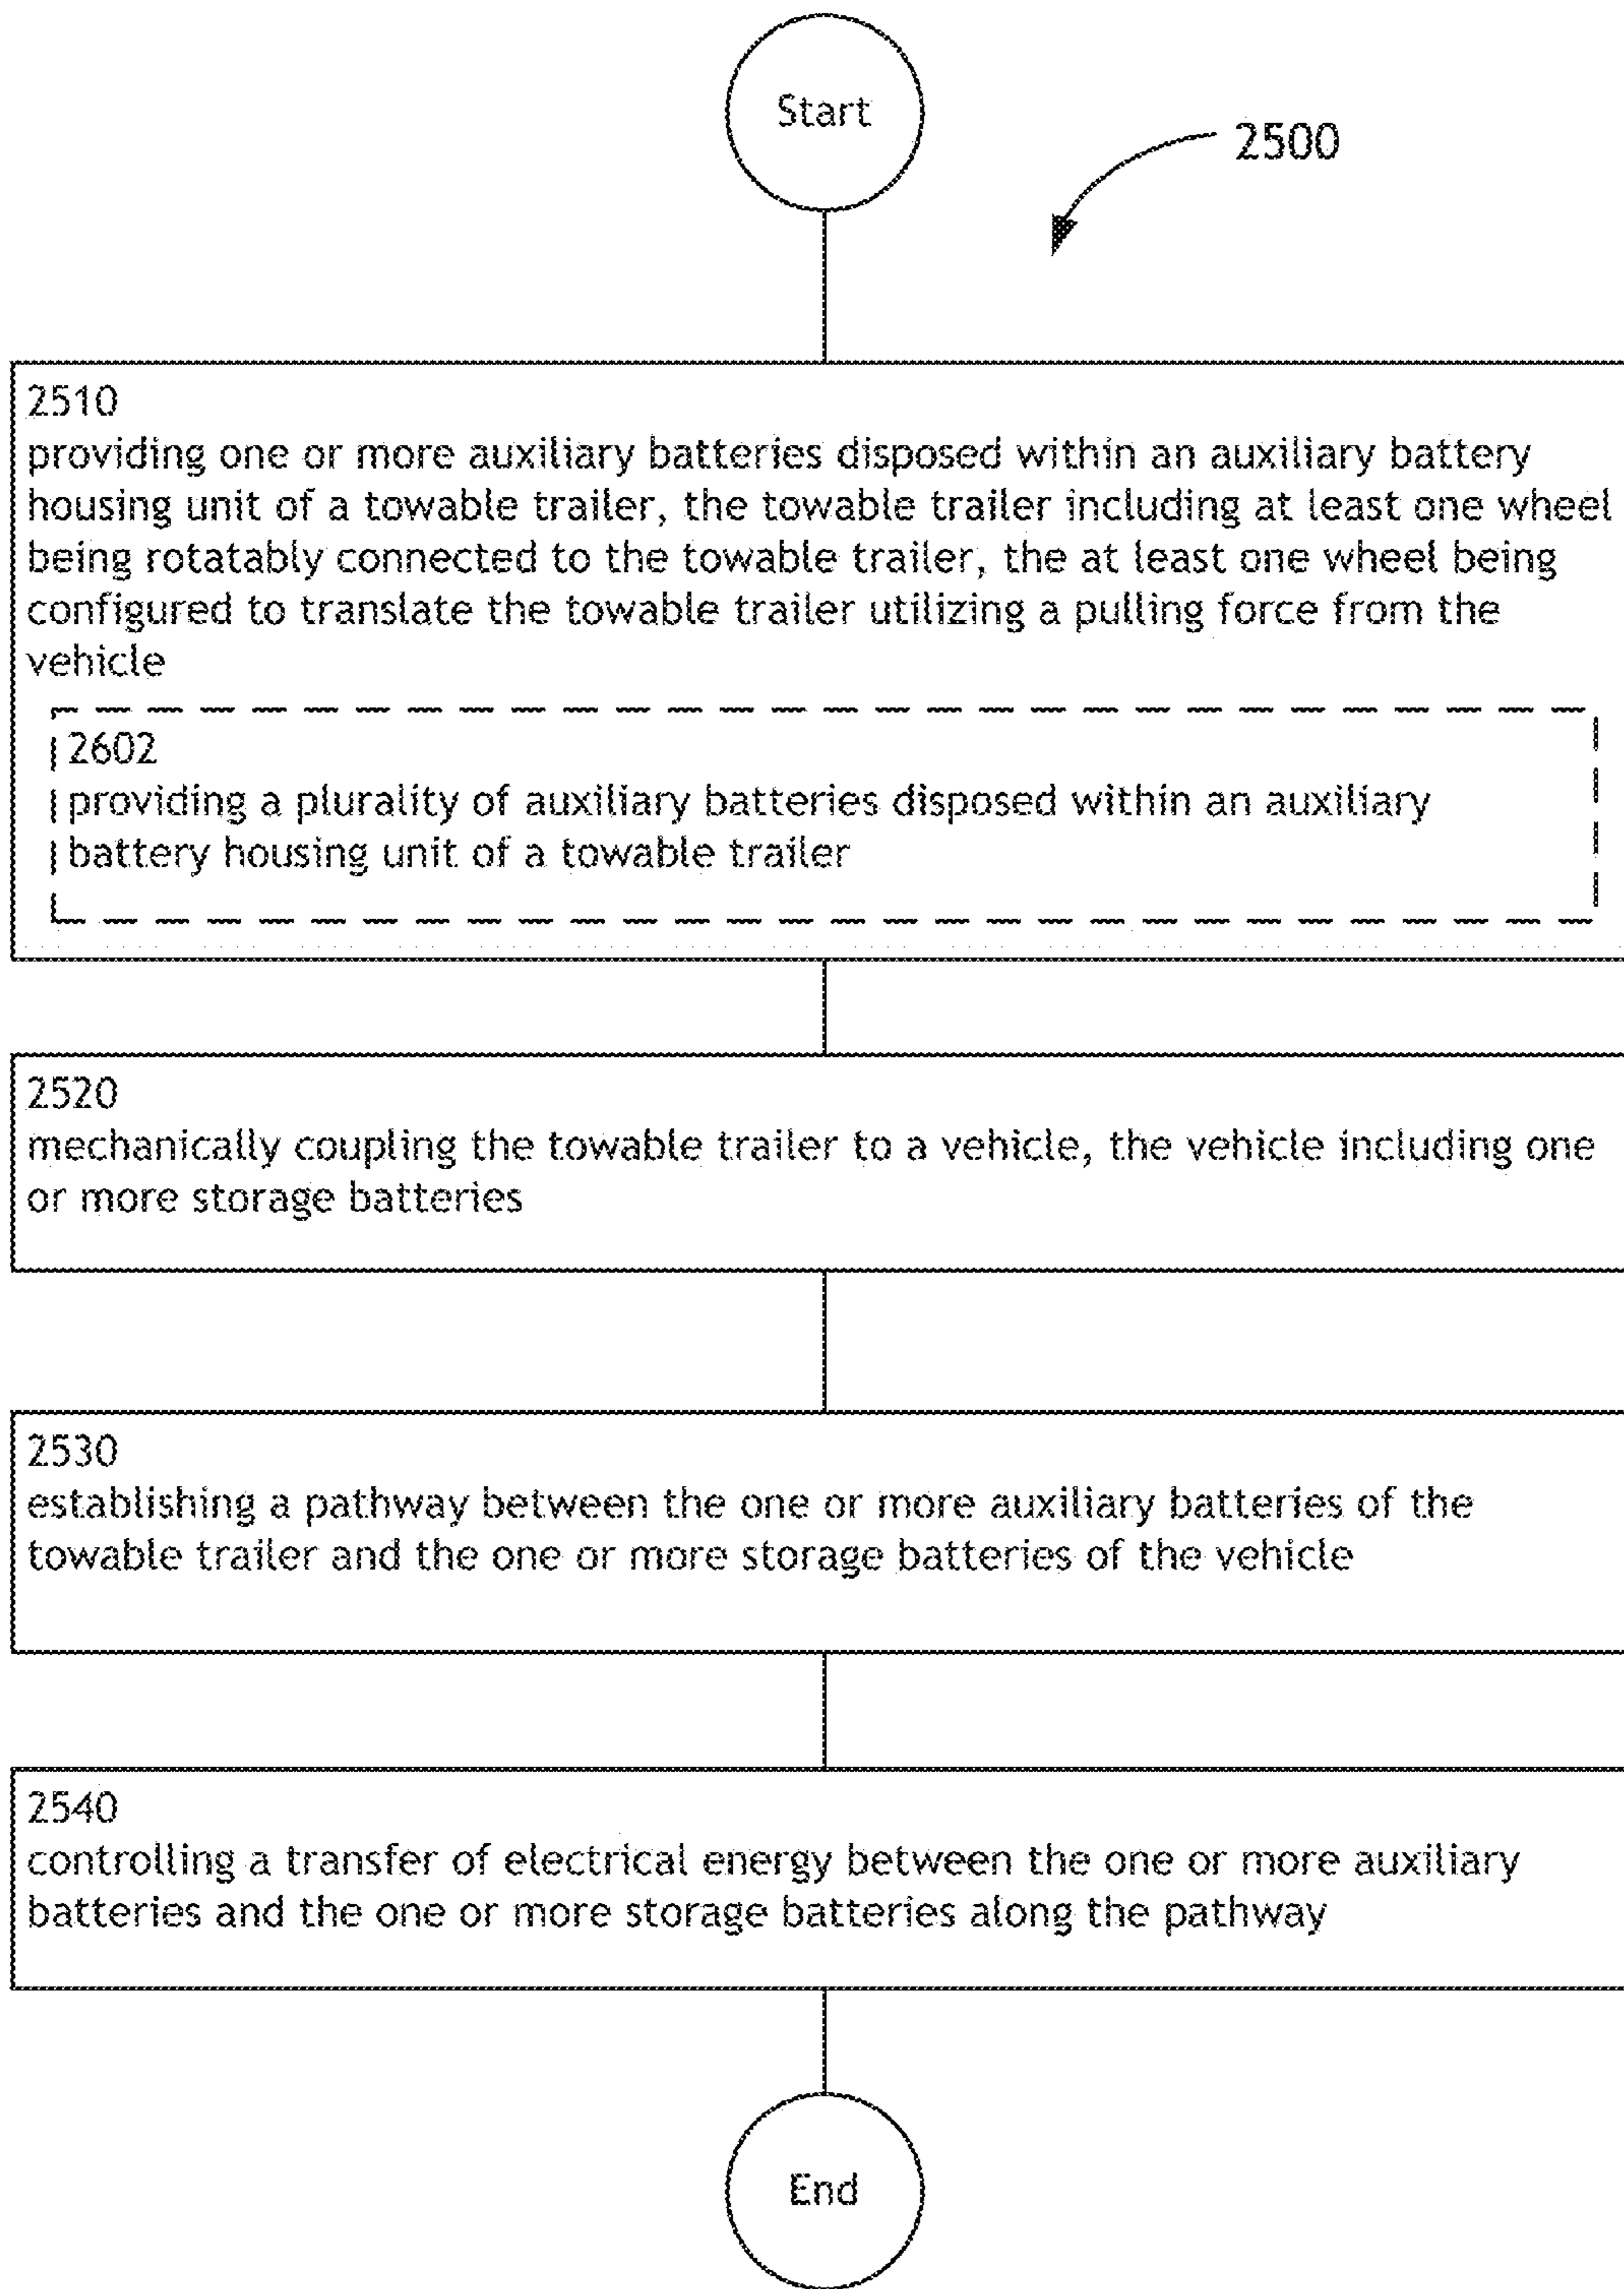 Start
2500
2510
providing one or more auxiliary batteries disposed within an auxiliary battery
housing unit of a towable trailer, the towable trailer including at least one wheel
being rotatably connected to the towable trailer, the at least one wheel being
configured to translate the towable trailer utilizing a pulling force from the
vehicle
2602
providing a plurality of auxiliary batteries disposed within an auxiliary
battery housing unit of a towable trailer
2520
mechanically coupling the towable trailer to a vehicle, the vehicle including one
or more storage batteries
2530
establishing a pathway between the one or more auxiliary batteries of the
towable trailer and the one or more storage batteries of the vehicle
2540
controlling a transfer of electrical energy between the one or more auxiliary
batteries and the one or more storage batteries along the pathway
End